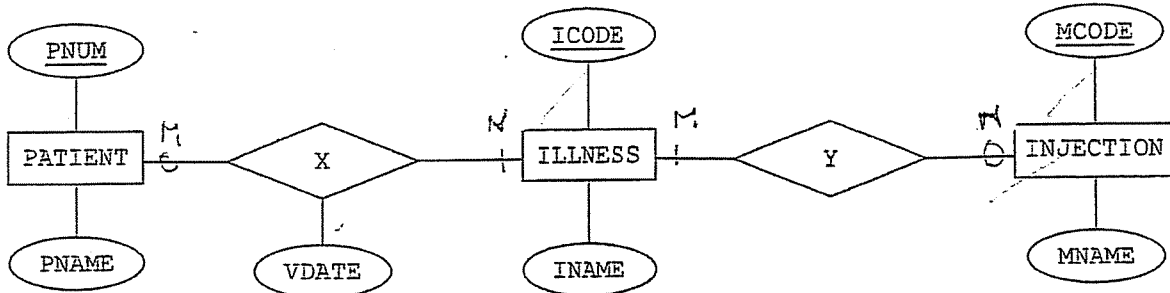 PNUM ICODE MCODE
M N M N
PATIENT X ILLNESS Y INJECTION
PNAME VDATE INAME MNAME